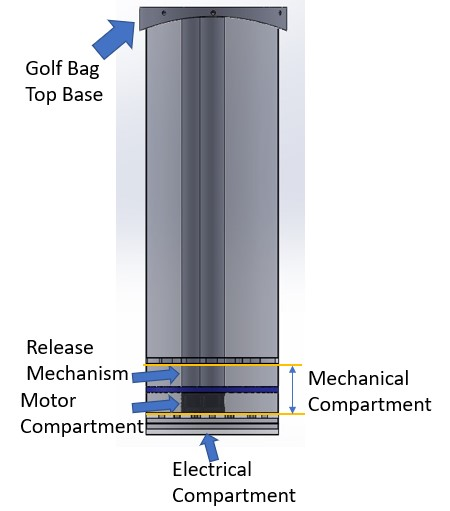 Golf Bag
Top Base
Release
Mechanism
Motor
Compartment
Mechanical
Compartment
Electrical
Compartment